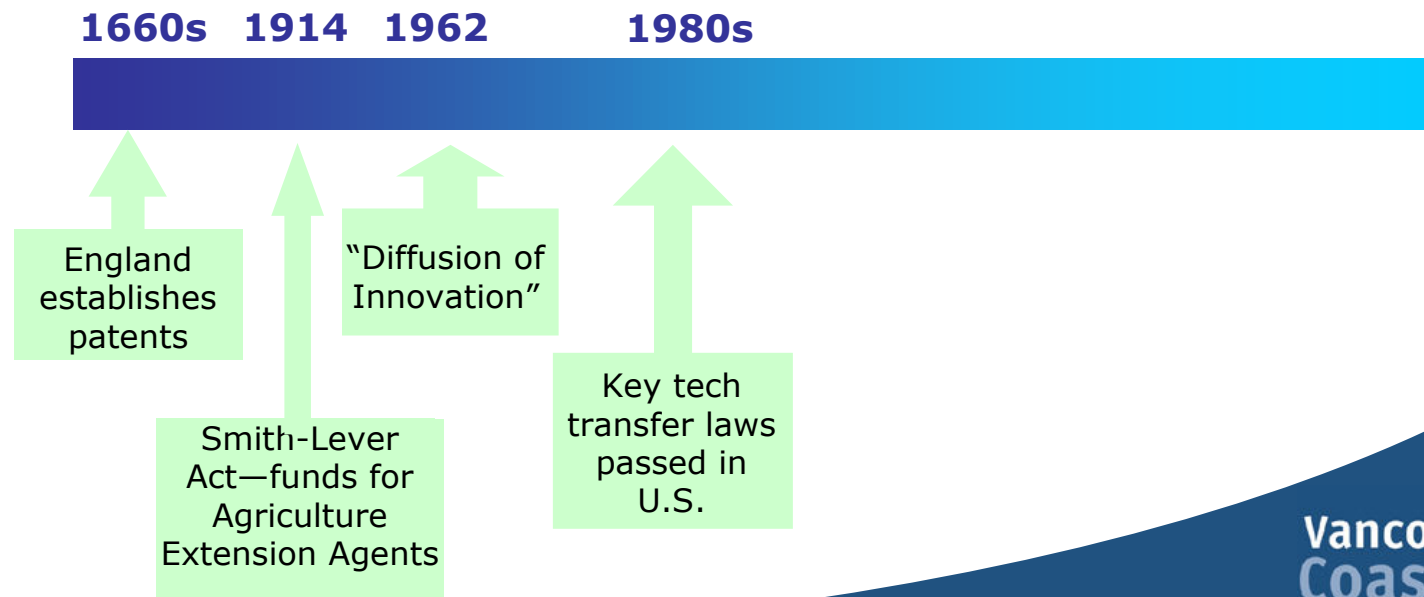 1660s 1914 1962 1980s
England
establishes
patents
"Diffusion of
Innovation"
Smith-Lever
Act—funds for
Agriculture
Extension Agents
Key tech
transfer laws
passed in
U.S.
Vanco
Coas